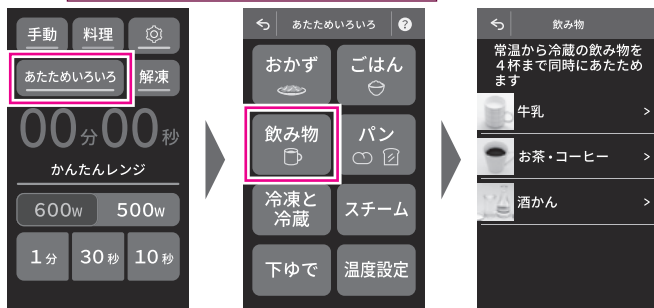 手動 料理
あたためいろいろ 解凍
00分00秒
かんたんレンジ
600W 500W
1分 30秒 10秒
あたためいろいろ ?
おかず ごはん
飲み物 パン
冷凍と
冷蔵
スチーム
下ゆで 温度設定
飲み物
常温から冷蔵の飲み物を
4杯まで同時にあたため
ます
牛乳 >
お茶・コーヒー >
酒かん >